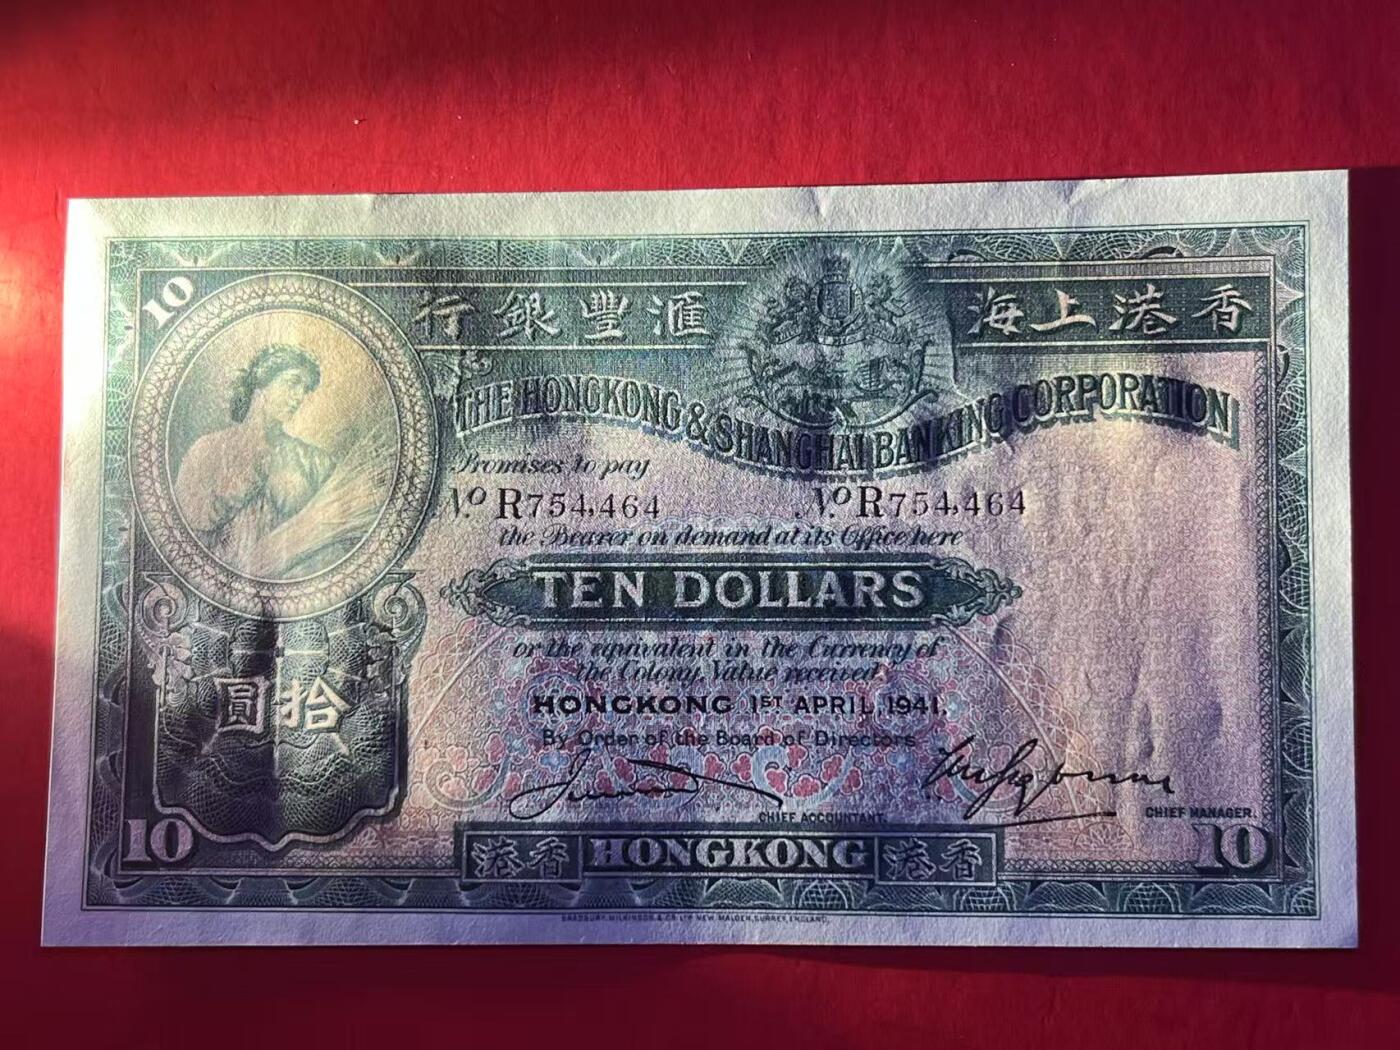 10
行銀豐滙 海上港香
THE HONGKONG & SHANGHAI BANKING CORPORATION
Promises to pay
No R754,464 No R754,464
the Bearer on demand at its Office here
TEN DOLLARS
or the equivalent in the Currency of
the Colony, Value received
圓拾
HONGKONG 1ST APRIL, 1941.
By Order of the Board of Directors
CHIEF ACCOUNTANT.
CHIEF MANAGER.
10 港香 HONGKONG 港香 10
BRADBURY, WILKINSON & CO. LTD NEW MALDEN, SURREY, ENGLAND.